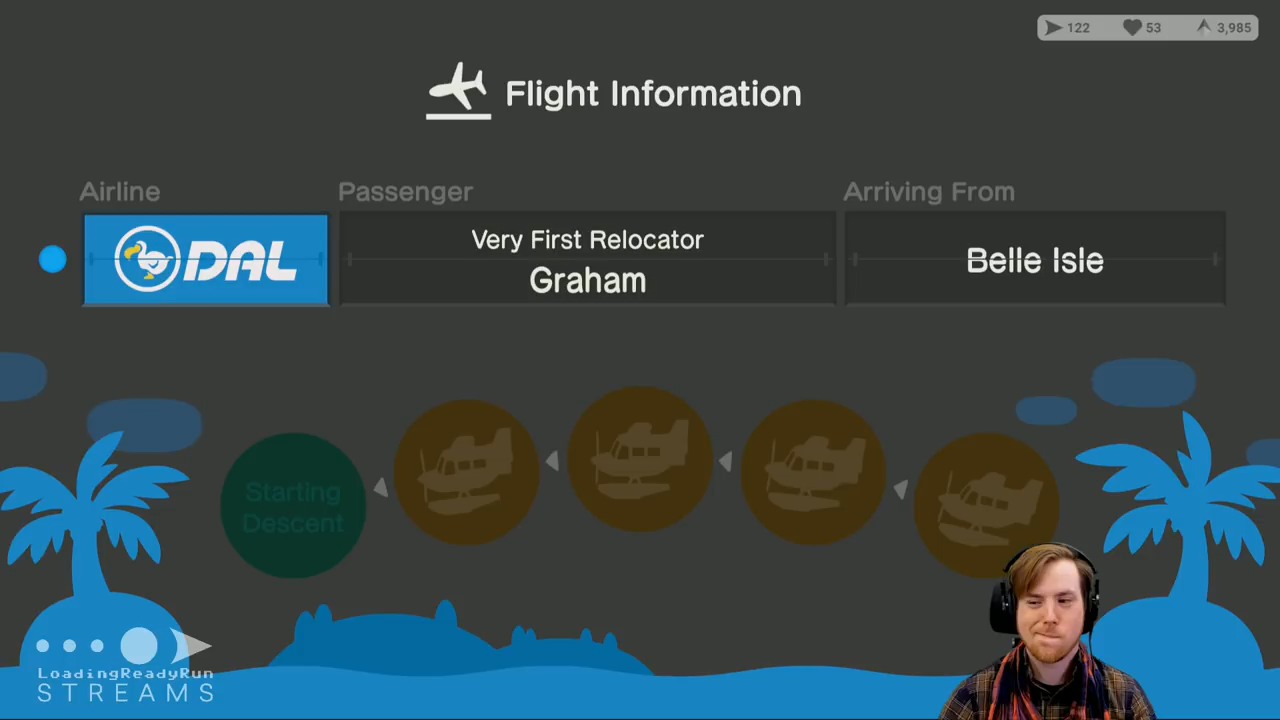 122 53 3,985
Flight Information
Airline Passenger Arriving From
DAL
Very First Relocator
Graham
Belle Isle
Starting
Descent
LoadingReadyRun
STREAMS